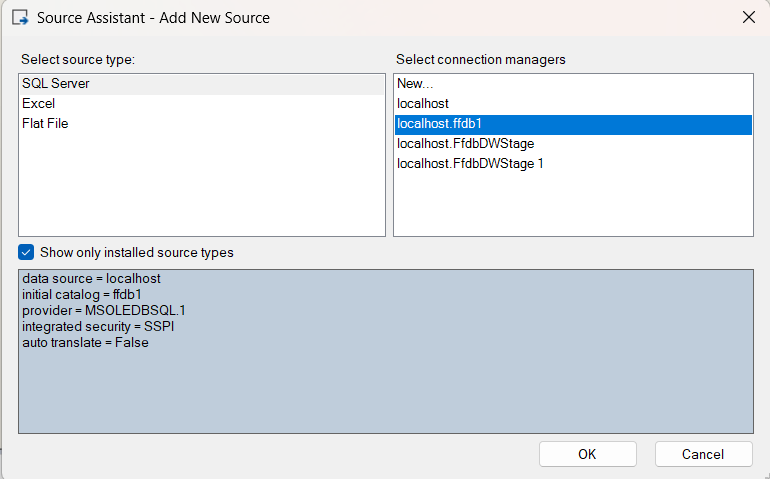 Source Assistant - Add New Source
Select source type:
SQL Server
Excel
Flat File
Select connection managers
New...
localhost
localhost.ffdb1
localhost.FfdbDWStage
localhost.FfdbDWStage 1
Show only installed source types
data source = localhost
initial catalog = ffdb1
provider = MSOLEDBSQL.1
integrated security = SSPI
auto translate = False
OK
Cancel